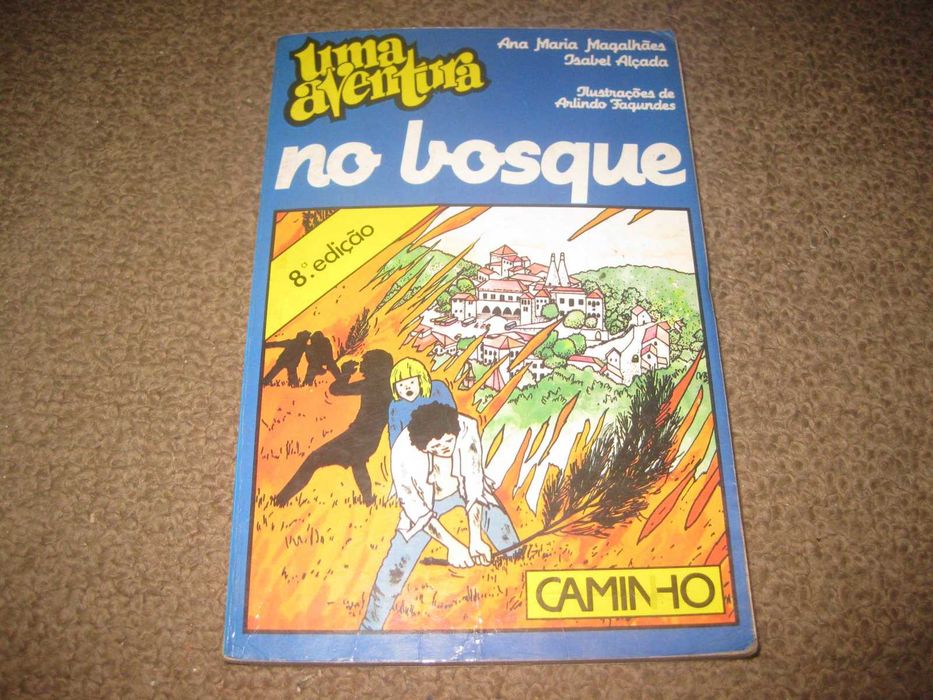 uma
aventura
Ana Maria Magalhães
Isabel Alçada
Ilustrações de
Arlindo Fagundes
no bosque
8.ª edição
CAMINHO